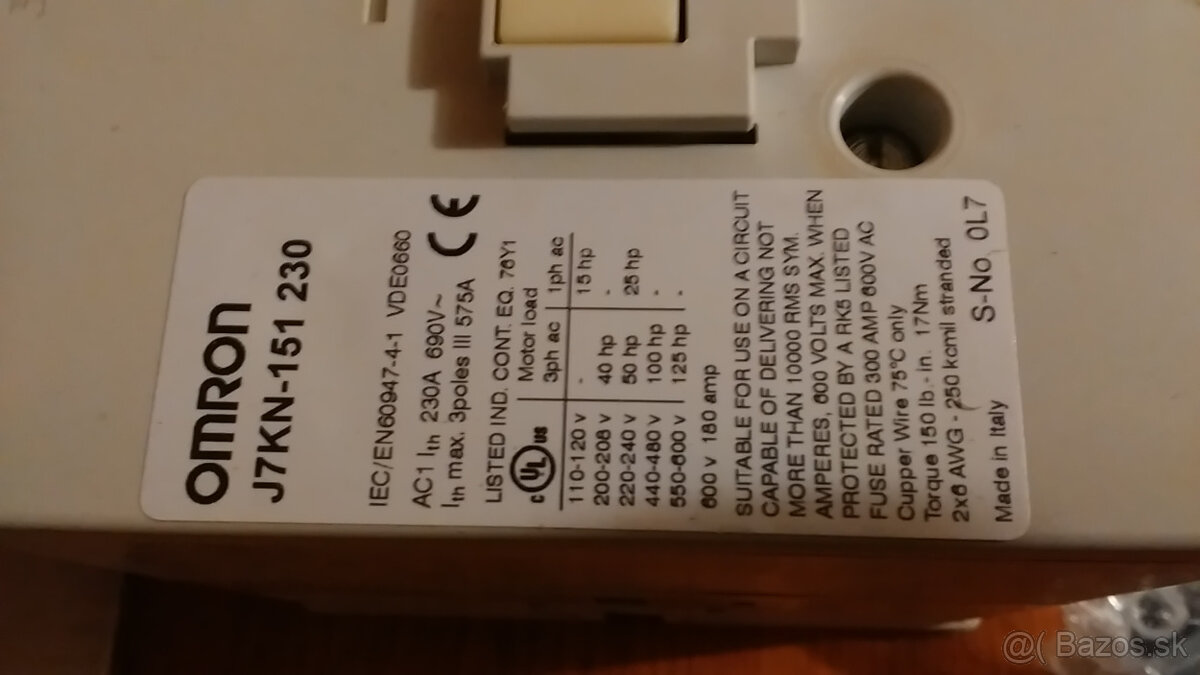 OMRON
J7KN-151 230
IEC/EN60947-4-1 VDE0660
AC1 Ith 230A 690V~
Ith max. 3poles III 575A
CE
LISTED IND. CONT. EQ. 76Y1
c UL us
Motor load
3ph ac 1ph ac
110-120 v - 15 hp
200-208 v 40 hp -
220-240 v 50 hp 25 hp
440-480 v 100 hp -
550-600 v 125 hp -
600 v 180 amp
SUITABLE FOR USE ON A CIRCUIT
CAPABLE OF DELIVERING NOT
MORE THAN 10000 RMS SYM.
AMPERES, 600 VOLTS MAX. WHEN
PROTECTED BY A RK5 LISTED
FUSE RATED 300 AMP 600V AC
Cupper Wire 75°C only
Torque 150 lb.- in. 17Nm
2x6 AWG - 250 kcmil stranded
S-No. 0L7
Made in Italy
@( Bazos.sk